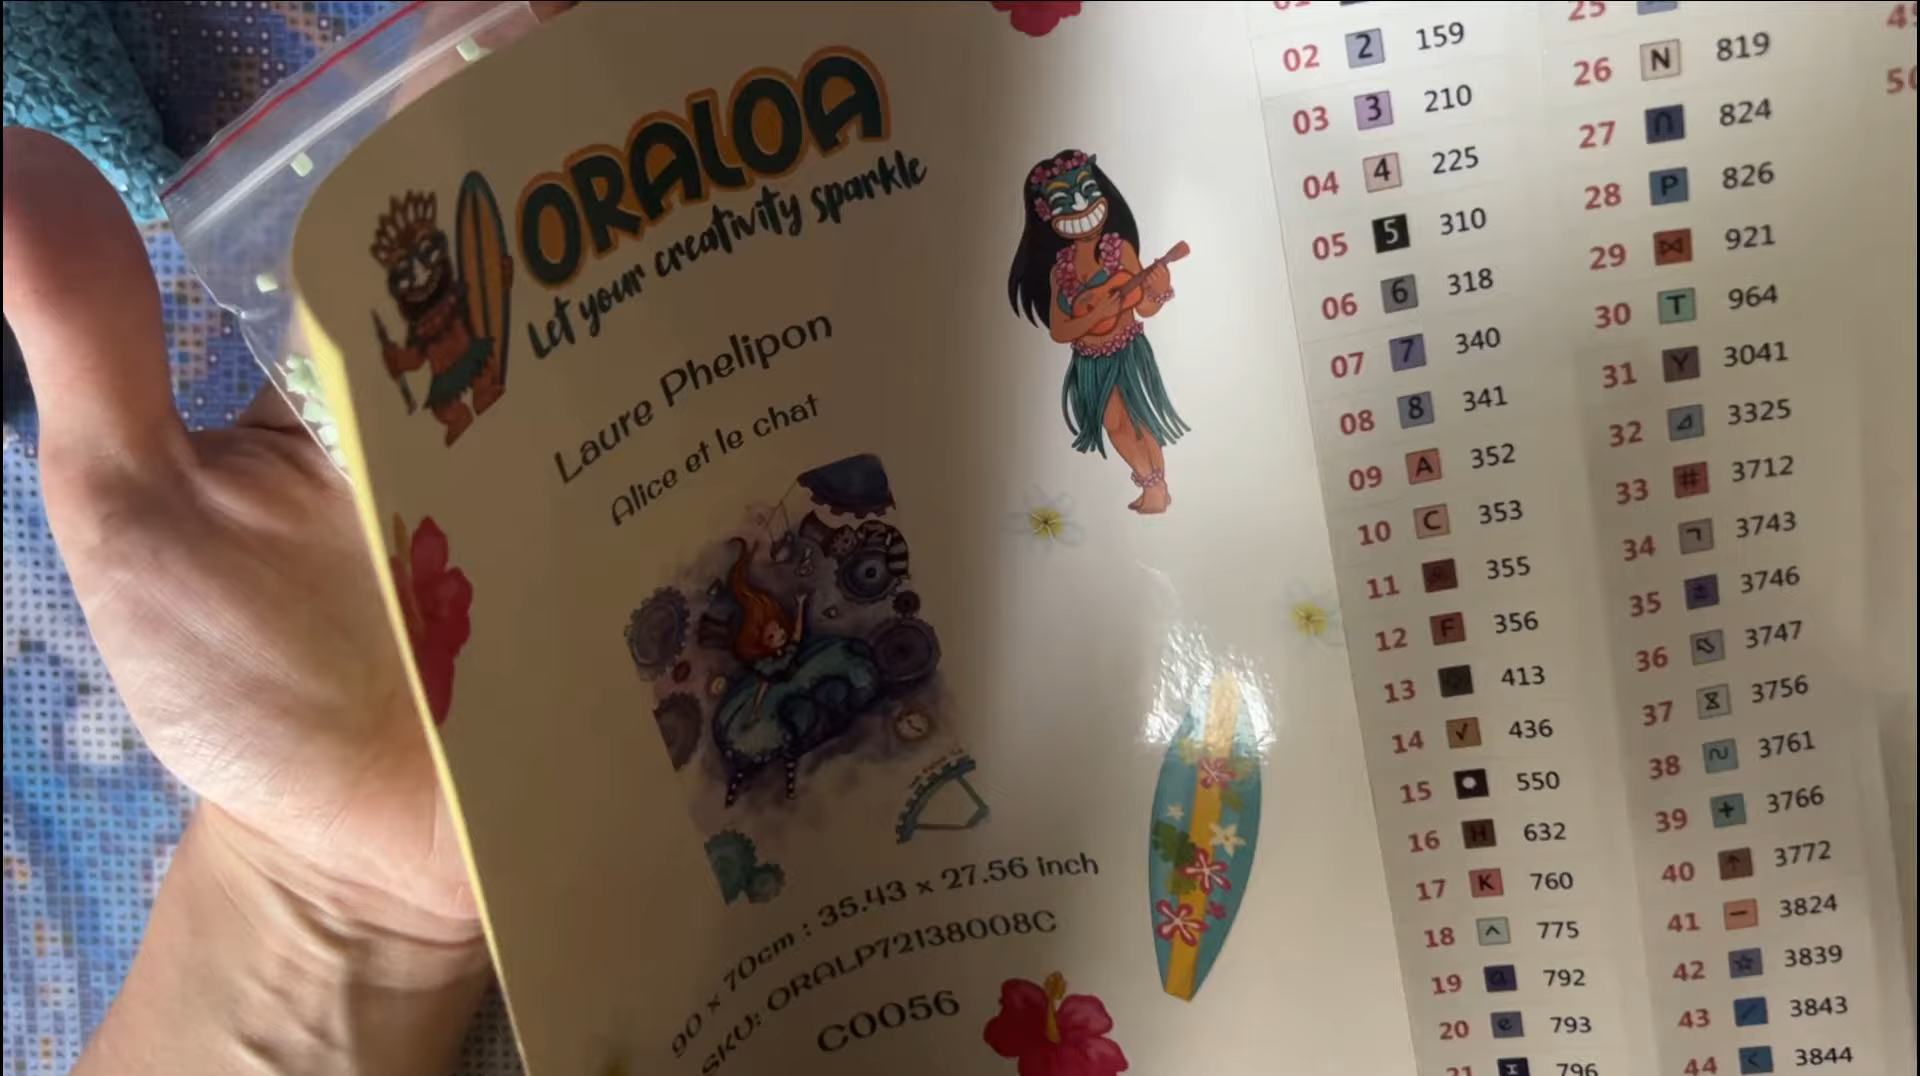 ORALOA
Let your creativity sparkle
Laure Phelipon
Alice et le chat
90 x 70cm : 35.43 x 27.56 inch
SKU: ORALP72138008C
C0056
02 2 159
03 3 210
04 4 225
05 5 310
06 6 318
07 7 340
08 8 341
09 A 352
10 C 353
11 355
12 F 356
13 413
14 √ 436
15 ● 550
16 H 632
17 K 760
18 ^ 775
19 a 792
20 e 793
21 I 796
25
26 N 819
27 824
28 P 826
29 ⋈ 921
30 T 964
31 Y 3041
32 ⊿ 3325
33 # 3712
34 ¬ 3743
35 3746
36 3747
37 3756
38 ~ 3761
39 + 3766
40 ↑ 3772
41 − 3824
42 ☆ 3839
43 / 3843
44 < 3844